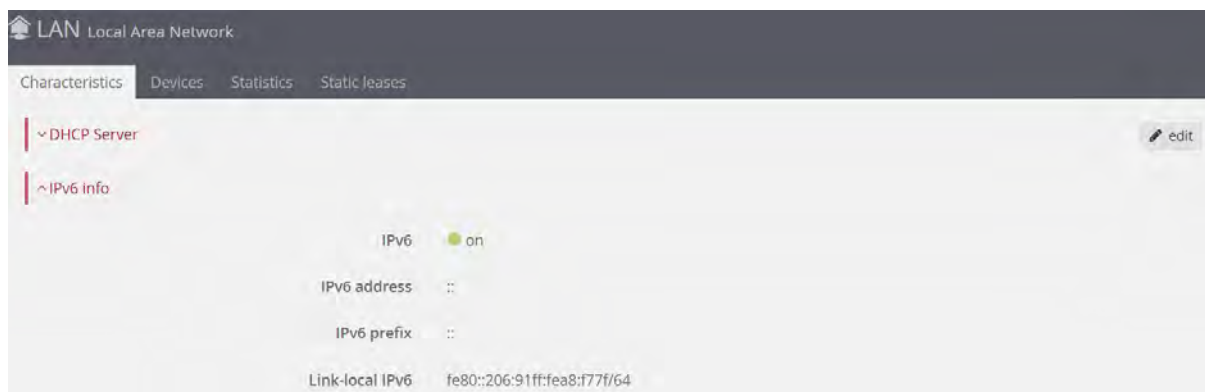 LAN Local Area Network
Characteristics Devices Statistics Static leases
DHCP Server edit
IPv6 info
IPv6 on
IPv6 address ::
IPv6 prefix ::
Link-local IPv6 fe80::206:91ff:fea8:f77f/64